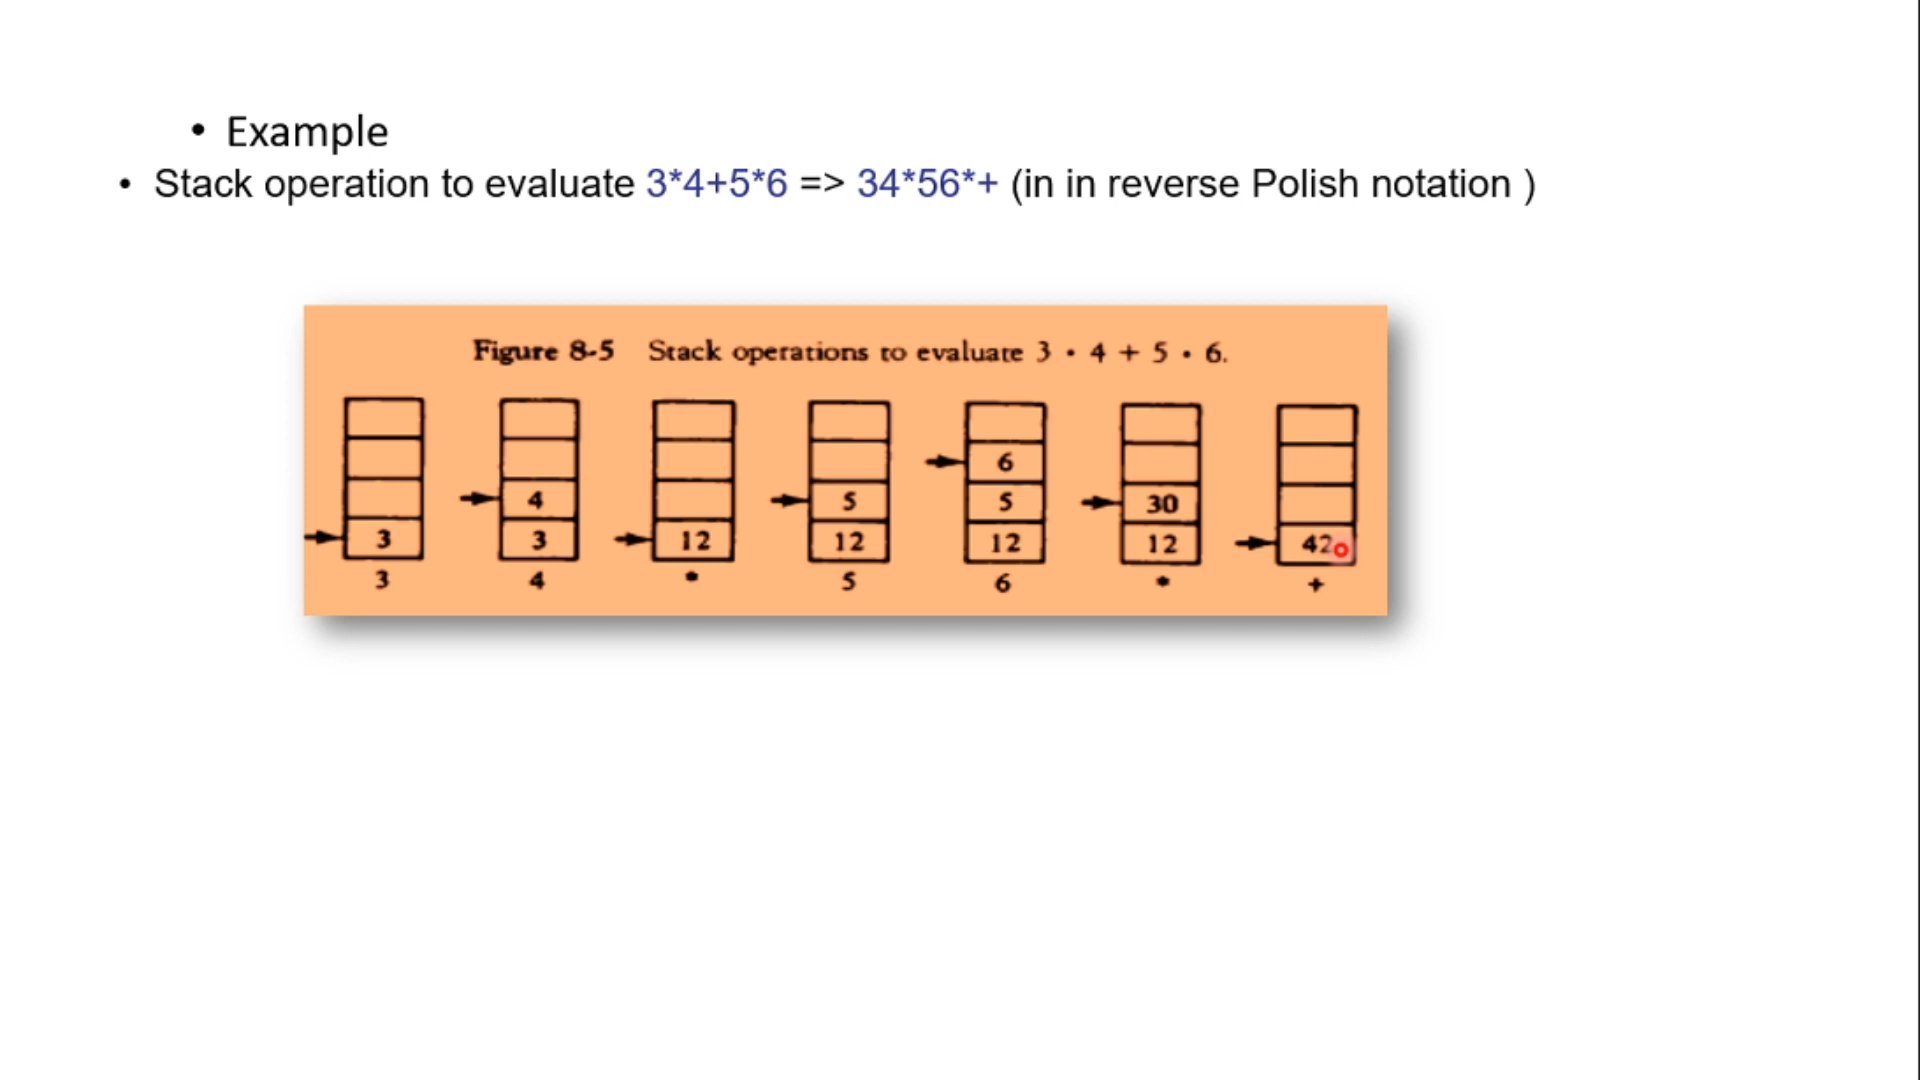 • Example
• Stack operation to evaluate 3*4+5*6 => 34*56*+ (in in reverse Polish notation )
Figure 8-5 Stack operations to evaluate 3 • 4 + 5 • 6.
6
4 5 5 30
3 3 12 12 12 12 42
3 4 • 5 6 • +